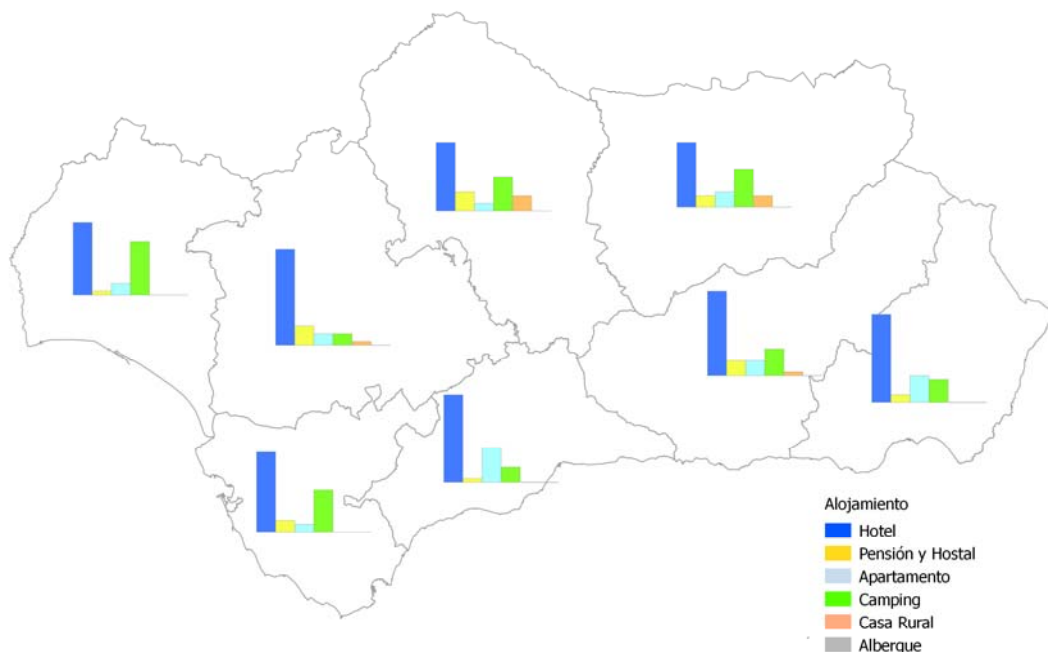 Alojamiento
Hotel
Pensión y Hostal
Apartamento
Camping
Casa Rural
Albergue